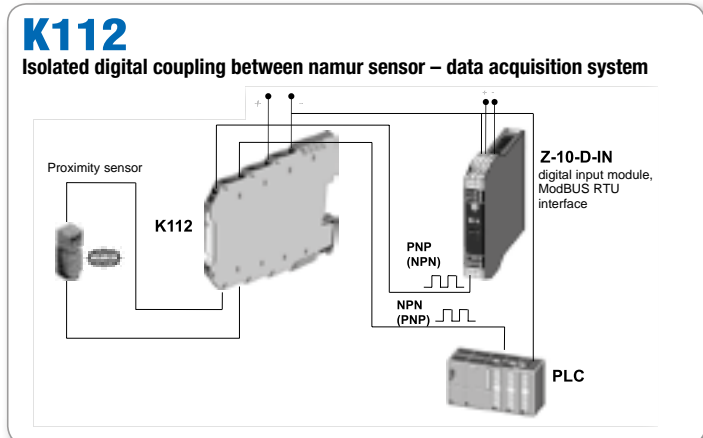 K112
Isolated digital coupling between namur sensor – data acquisition system
+ -
+ -
Proximity sensor
K112
Z-10-D-IN
digital input module,
ModBUS RTU
interface
PNP
(NPN)
NPN
(PNP)
PLC